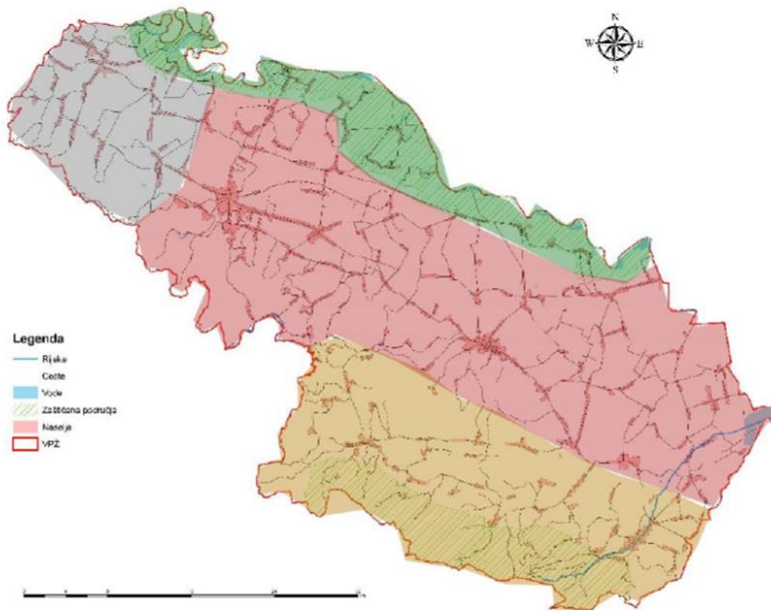 N
W E
S
Legenda
Rijeke
Ceste
Vode
Zaštićena područja
Naselja
VPŽ